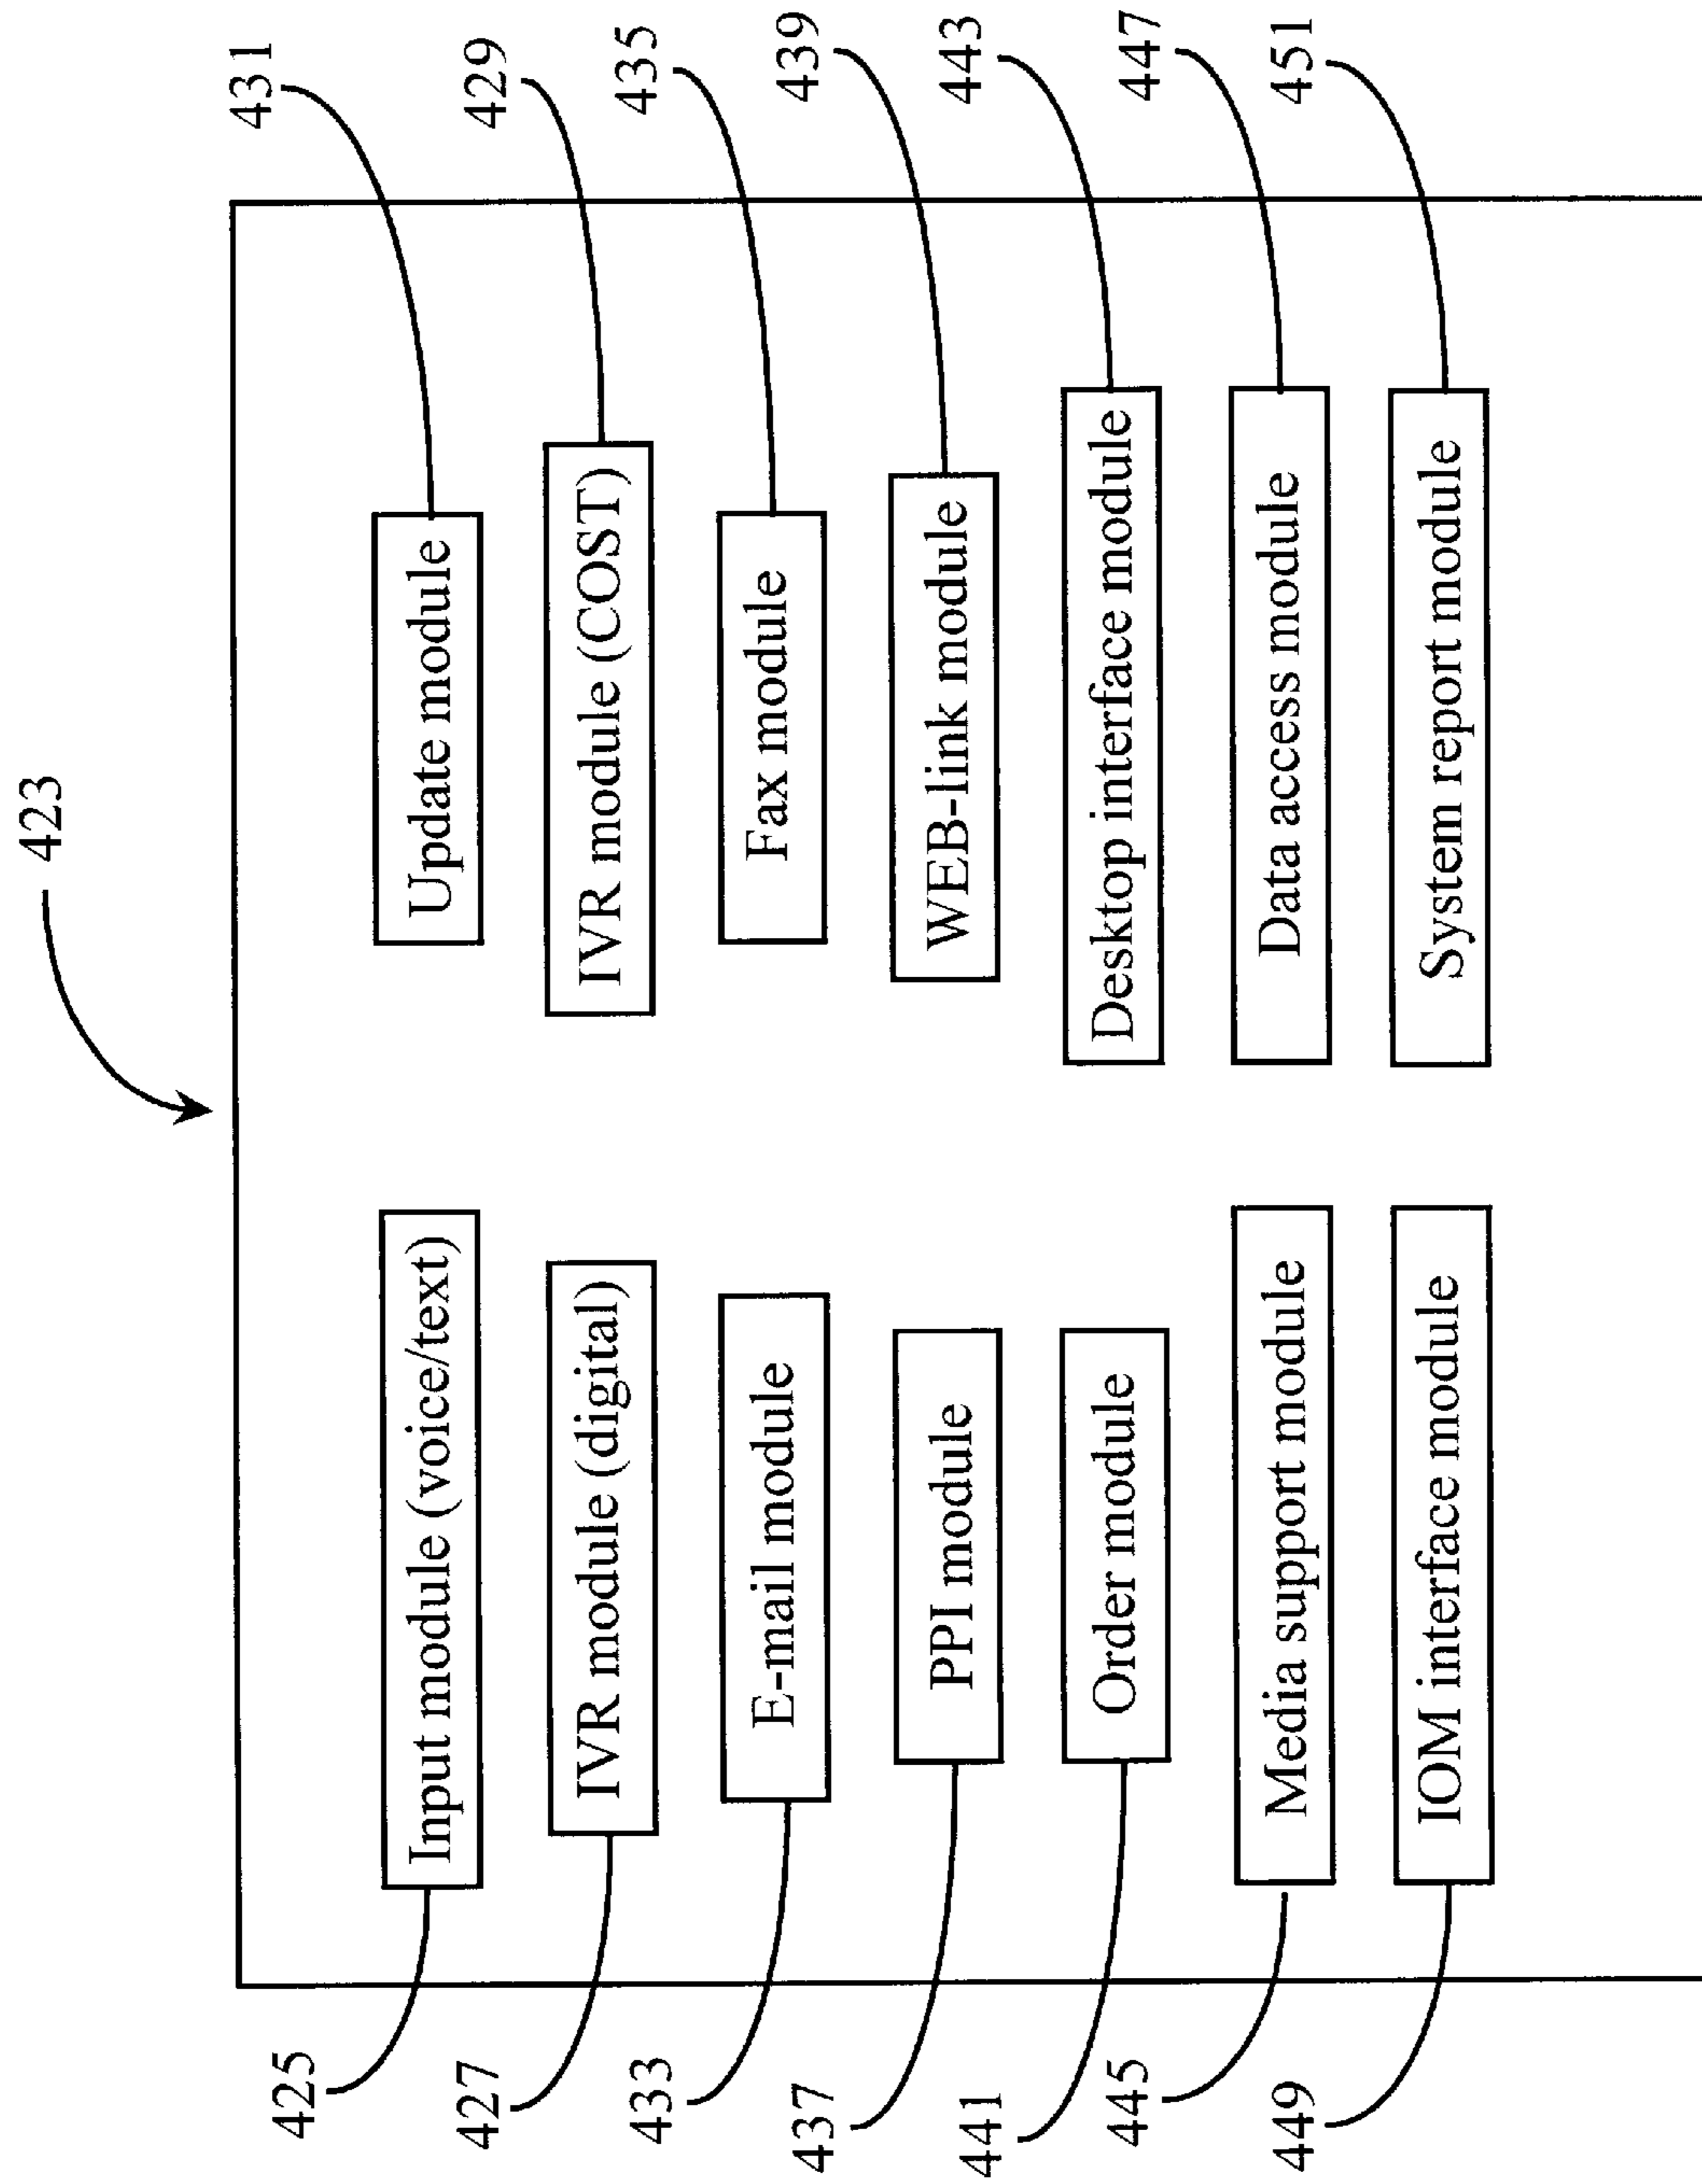 423
425
Input module (voice/text)
Update module
431
427
IVR module (digital)
IVR module (COST)
429
433
E-mail module
Fax module
435
437
PPI module
WEB-link module
439
441
Order module
Desktop interface module
443
445
Media support module
Data access module
447
449
IOM interface module
System report module
451